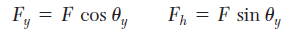 F_y = F cos θ_y F_h = F sin θ_y